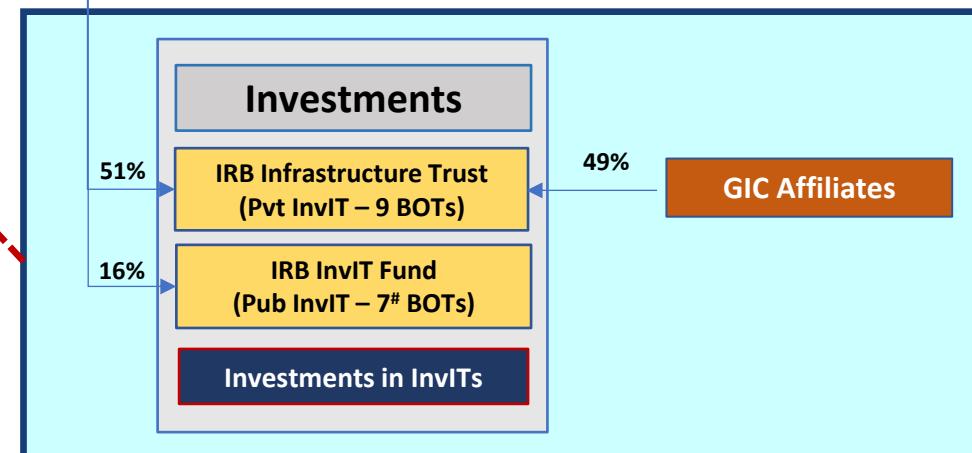 Investments
51%
IRB Infrastructure Trust
(Pvt InvIT – 9 BOTs)
49%
GIC Affiliates
16%
IRB InvIT Fund
(Pub InvIT – 7# BOTs)
Investments in InvITs